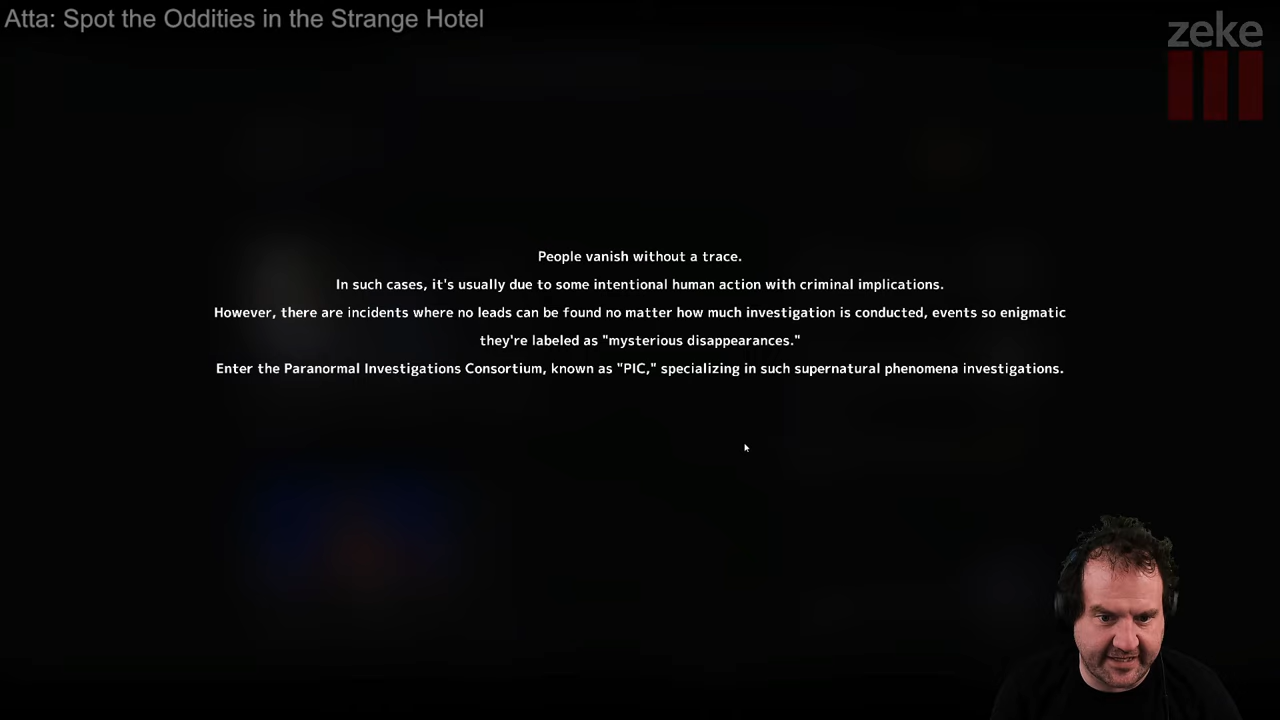 Atta: Spot the Oddities in the Strange Hotel
zeke
III
People vanish without a trace.
In such cases, it's usually due to some intentional human action with criminal implications.
However, there are incidents where no leads can be found no matter how much investigation is conducted, events so enigmatic
they're labeled as "mysterious disappearances."
Enter the Paranormal Investigations Consortium, known as "PIC," specializing in such supernatural phenomena investigations.